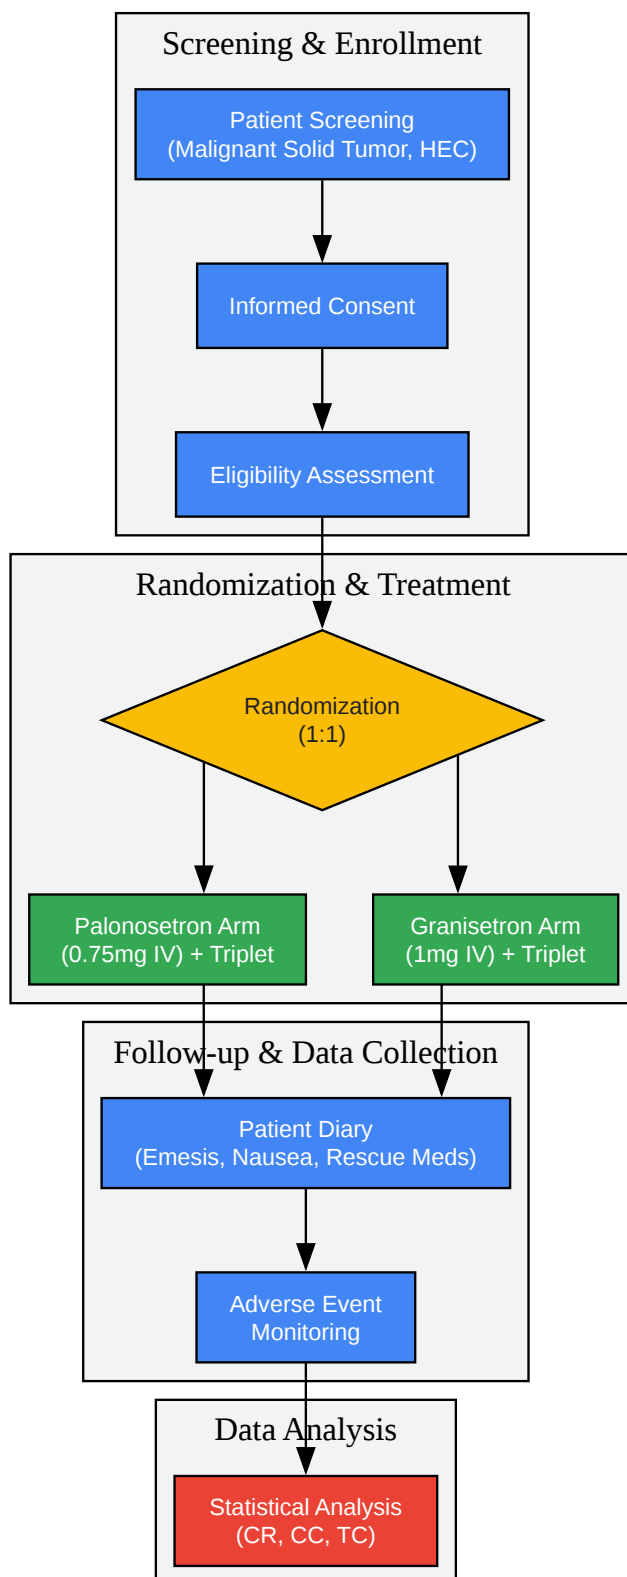 Screening & Enrollment
Patient Screening
(Malignant Solid Tumor, HEC)
Informed Consent
Eligibility Assessment
Randomization & Treatment
Randomization
(1:1)
Palonosetron Arm
(0.75mg IV) + Triplet
Granisetron Arm
(1mg IV) + Triplet
Follow-up & Data Collection
Patient Diary
(Emesis, Nausea, Rescue Meds)
Adverse Event
Monitoring
Data Analysis
Statistical Analysis
(CR, CC, TC)